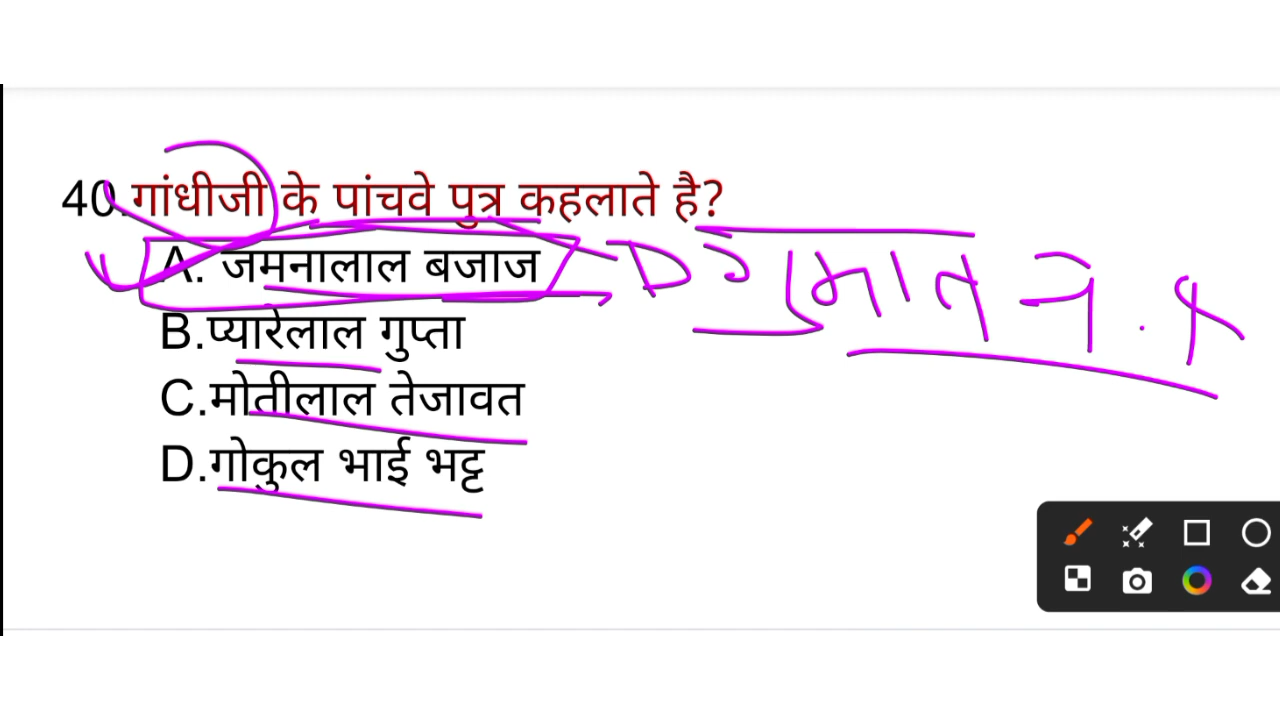 40.गांधीजी के पांचवे पुत्र कहलाते है?
A. जमनालाल बजाज
B.प्यारेलाल गुप्ता
C.मोतीलाल तेजावत
D.गोकुल भाई भट्ट